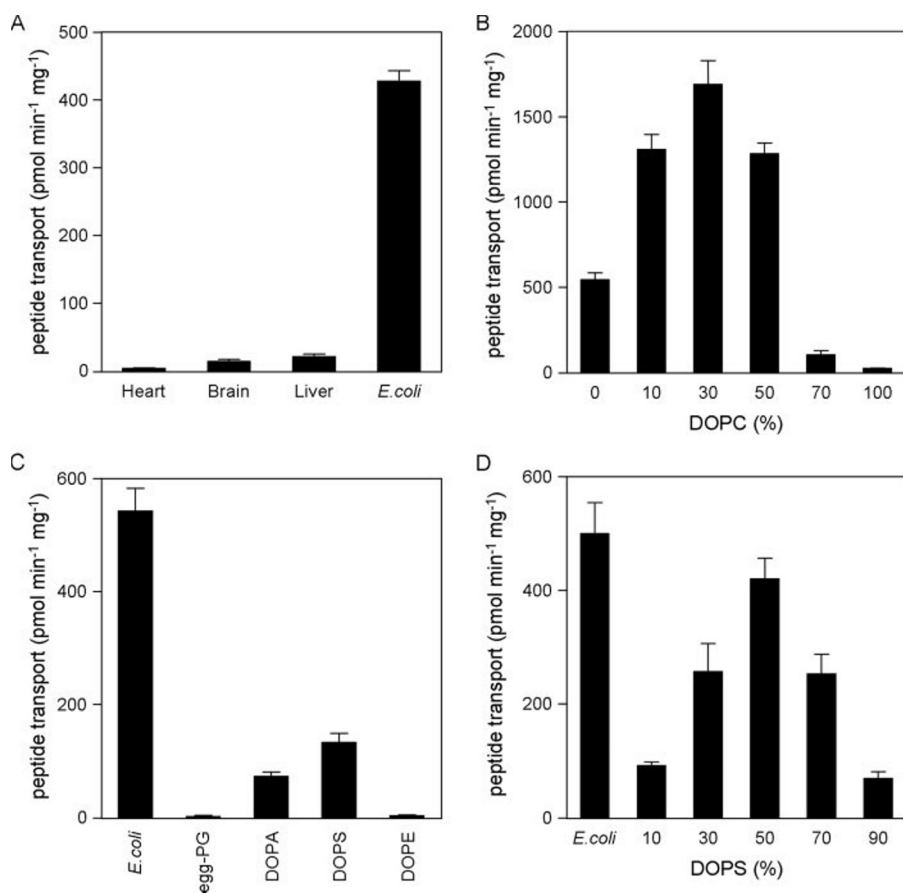 A
peptide transport (pmol min⁻¹ mg⁻¹)
500
400
300
200
100
0
Heart Brain Liver E.coli
B
peptide transport (pmol min⁻¹ mg⁻¹)
2000
1500
1000
500
0
0 10 30 50 70 100
DOPC (%)
C
peptide transport (pmol min⁻¹ mg⁻¹)
600
400
200
0
E.coli egg-PG DOPA DOPS DOPE
D
peptide transport (pmol min⁻¹ mg⁻¹)
600
400
200
0
E.coli 10 30 50 70 90
DOPS (%)